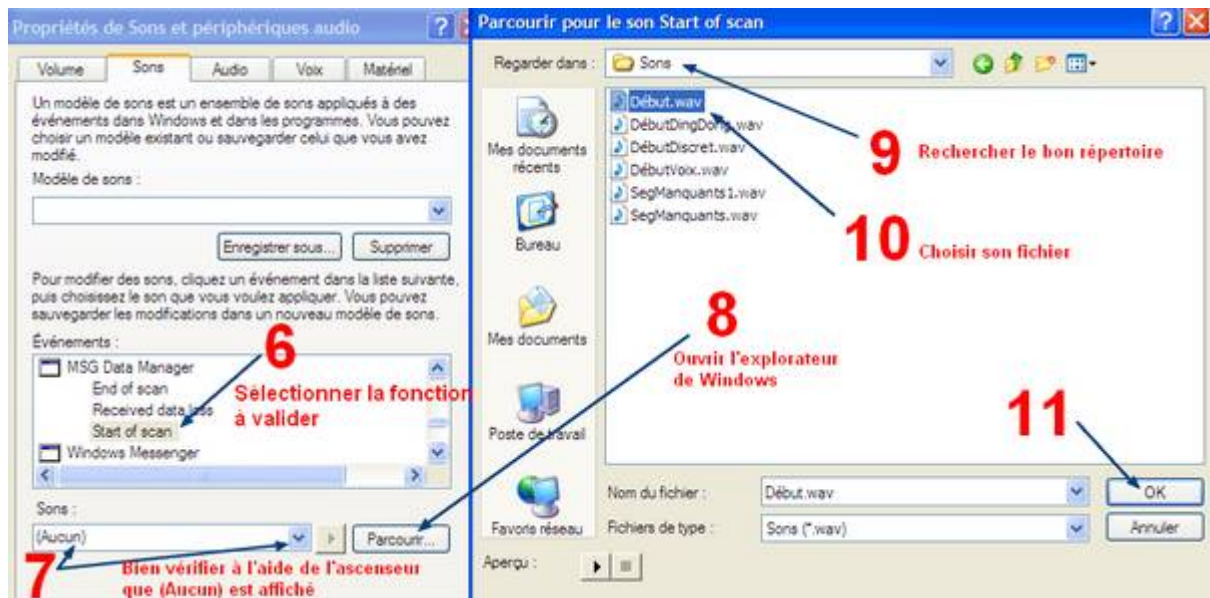 Propriétés de Sons et périphériques audio
Volume Sons Audio Voix Matériel
Un modèle de sons est un ensemble de sons appliqués à des
événements dans Windows et dans les programmes. Vous pouvez
choisir un modèle existant ou sauvegarder celui que vous avez
modifié.
Modèle de sons :
Enregistrer sous... Supprimer
Pour modifier des sons, cliquez un événement dans la liste suivante,
puis choisissez le son que vous voulez appliquer. Vous pouvez
sauvegarder les modifications dans un nouveau modèle de sons.
Événements :
6
MSG Data Manager
End of scan
Received data loss
Start of scan
Windows Messenger
Sélectionner la fonction
à valider
Sons :
(Aucun)
Parcourir...
7
Bien vérifier à l'aide de l'ascenseur
que (Aucun) est affiché
Parcourir pour le son Start of scan
Regarder dans : Sons
Mes documents
récents
Bureau
Mes documents
Poste de travail
Favoris réseau
Début.wav
DébutDingDong.wav
DébutDiscret.wav
DébutVoix.wav
SegManquants1.wav
SegManquants.wav
9 Rechercher le bon répertoire
10 Choisir son fichier
8
Ouvrir l'explorateur
de Windows
11
Nom du fichier : Début.wav OK
Fichiers de type : Sons (*.wav) Annuler
Aperçu :